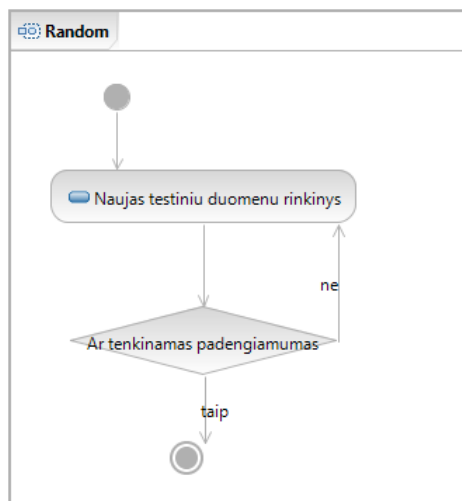 Random
Naujas testiniu duomenu rinkinys
ne
Ar tenkinamas padengiamumas
taip